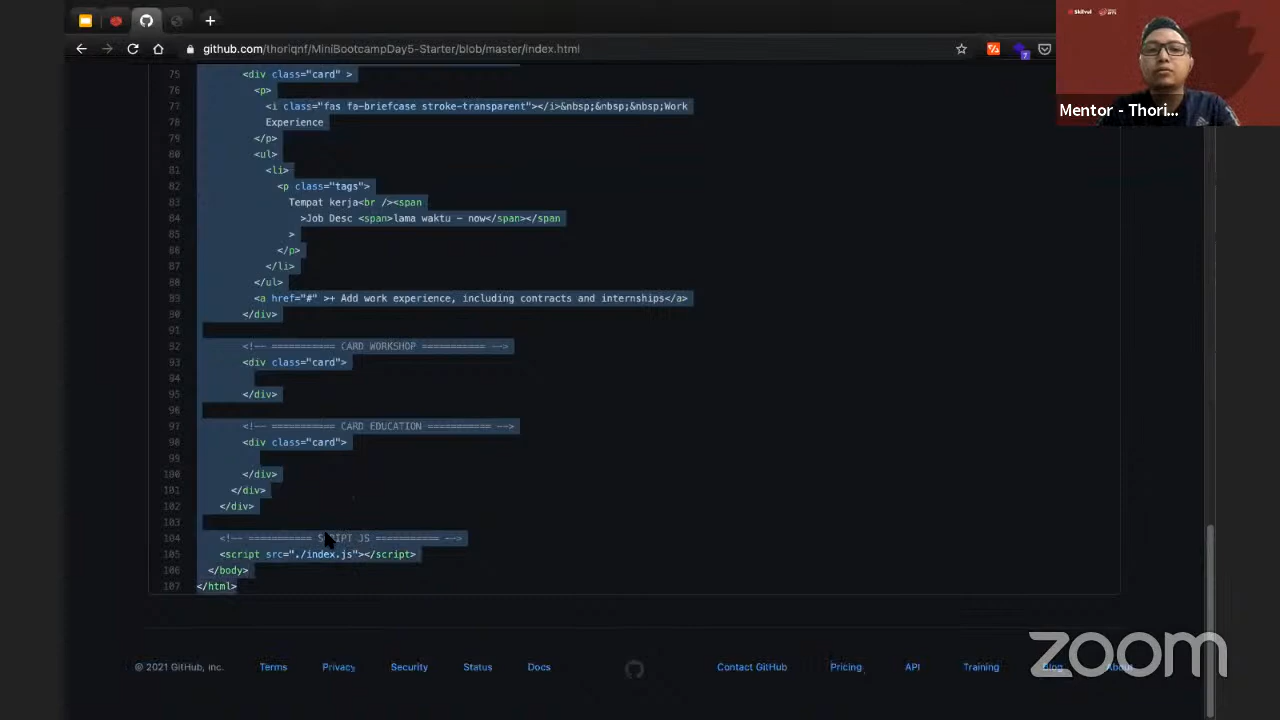 github.com/thoriqnf/MiniBootcampDay5-Starter/blob/master/index.html
Skilvul
7
Mentor - Thori...
75 <div class="card" >
76 <p>
77 <i class="fas fa-briefcase stroke-transparent"></i>&nbsp;&nbsp;&nbsp;Work
78 Experience
79 </p>
80 <ul>
81 <li>
82 <p class="tags">
83 Tempat kerja<br /><span
84 >Job Desc <span>lama waktu - now</span></span
85 >
86 </p>
87 </li>
88 </ul>
89 <a href="#" >+ Add work experience, including contracts and internships</a>
90 </div>
91
92 <!-- =========== CARD WORKSHOP =========== -->
93 <div class="card">
94
95 </div>
96
97 <!-- =========== CARD EDUCATION =========== -->
98 <div class="card">
99
100 </div>
101 </div>
102 </div>
103
104 <!-- =========== SCRIPT JS =========== -->
105 <script src="./index.js"></script>
106 </body>
107 </html>
© 2021 GitHub, Inc. Terms Privacy Security Status Docs Contact GitHub Pricing API Training Blog About
zoom